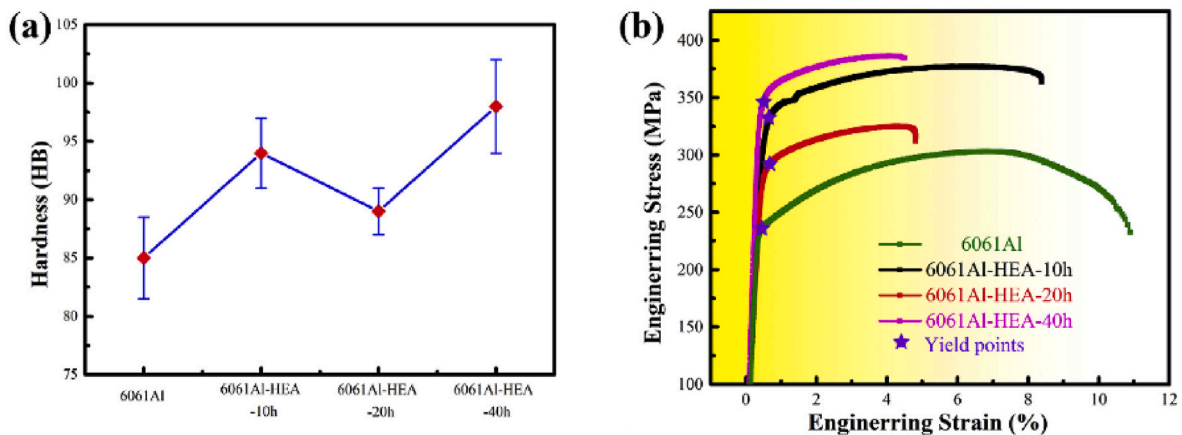 (a)
105
100
95
90
85
80
75
Hardness (HB)
6061Al
6061Al-HEA
-10h
6061Al-HEA
-20h
6061Al-HEA
-40h
(b)
400
350
300
250
200
150
100
Enginerring Stress (MPa)
6061Al
6061Al-HEA-10h
6061Al-HEA-20h
6061Al-HEA-40h
Yield points
0 2 4 6 8 10 12
Enginerring Strain (%)